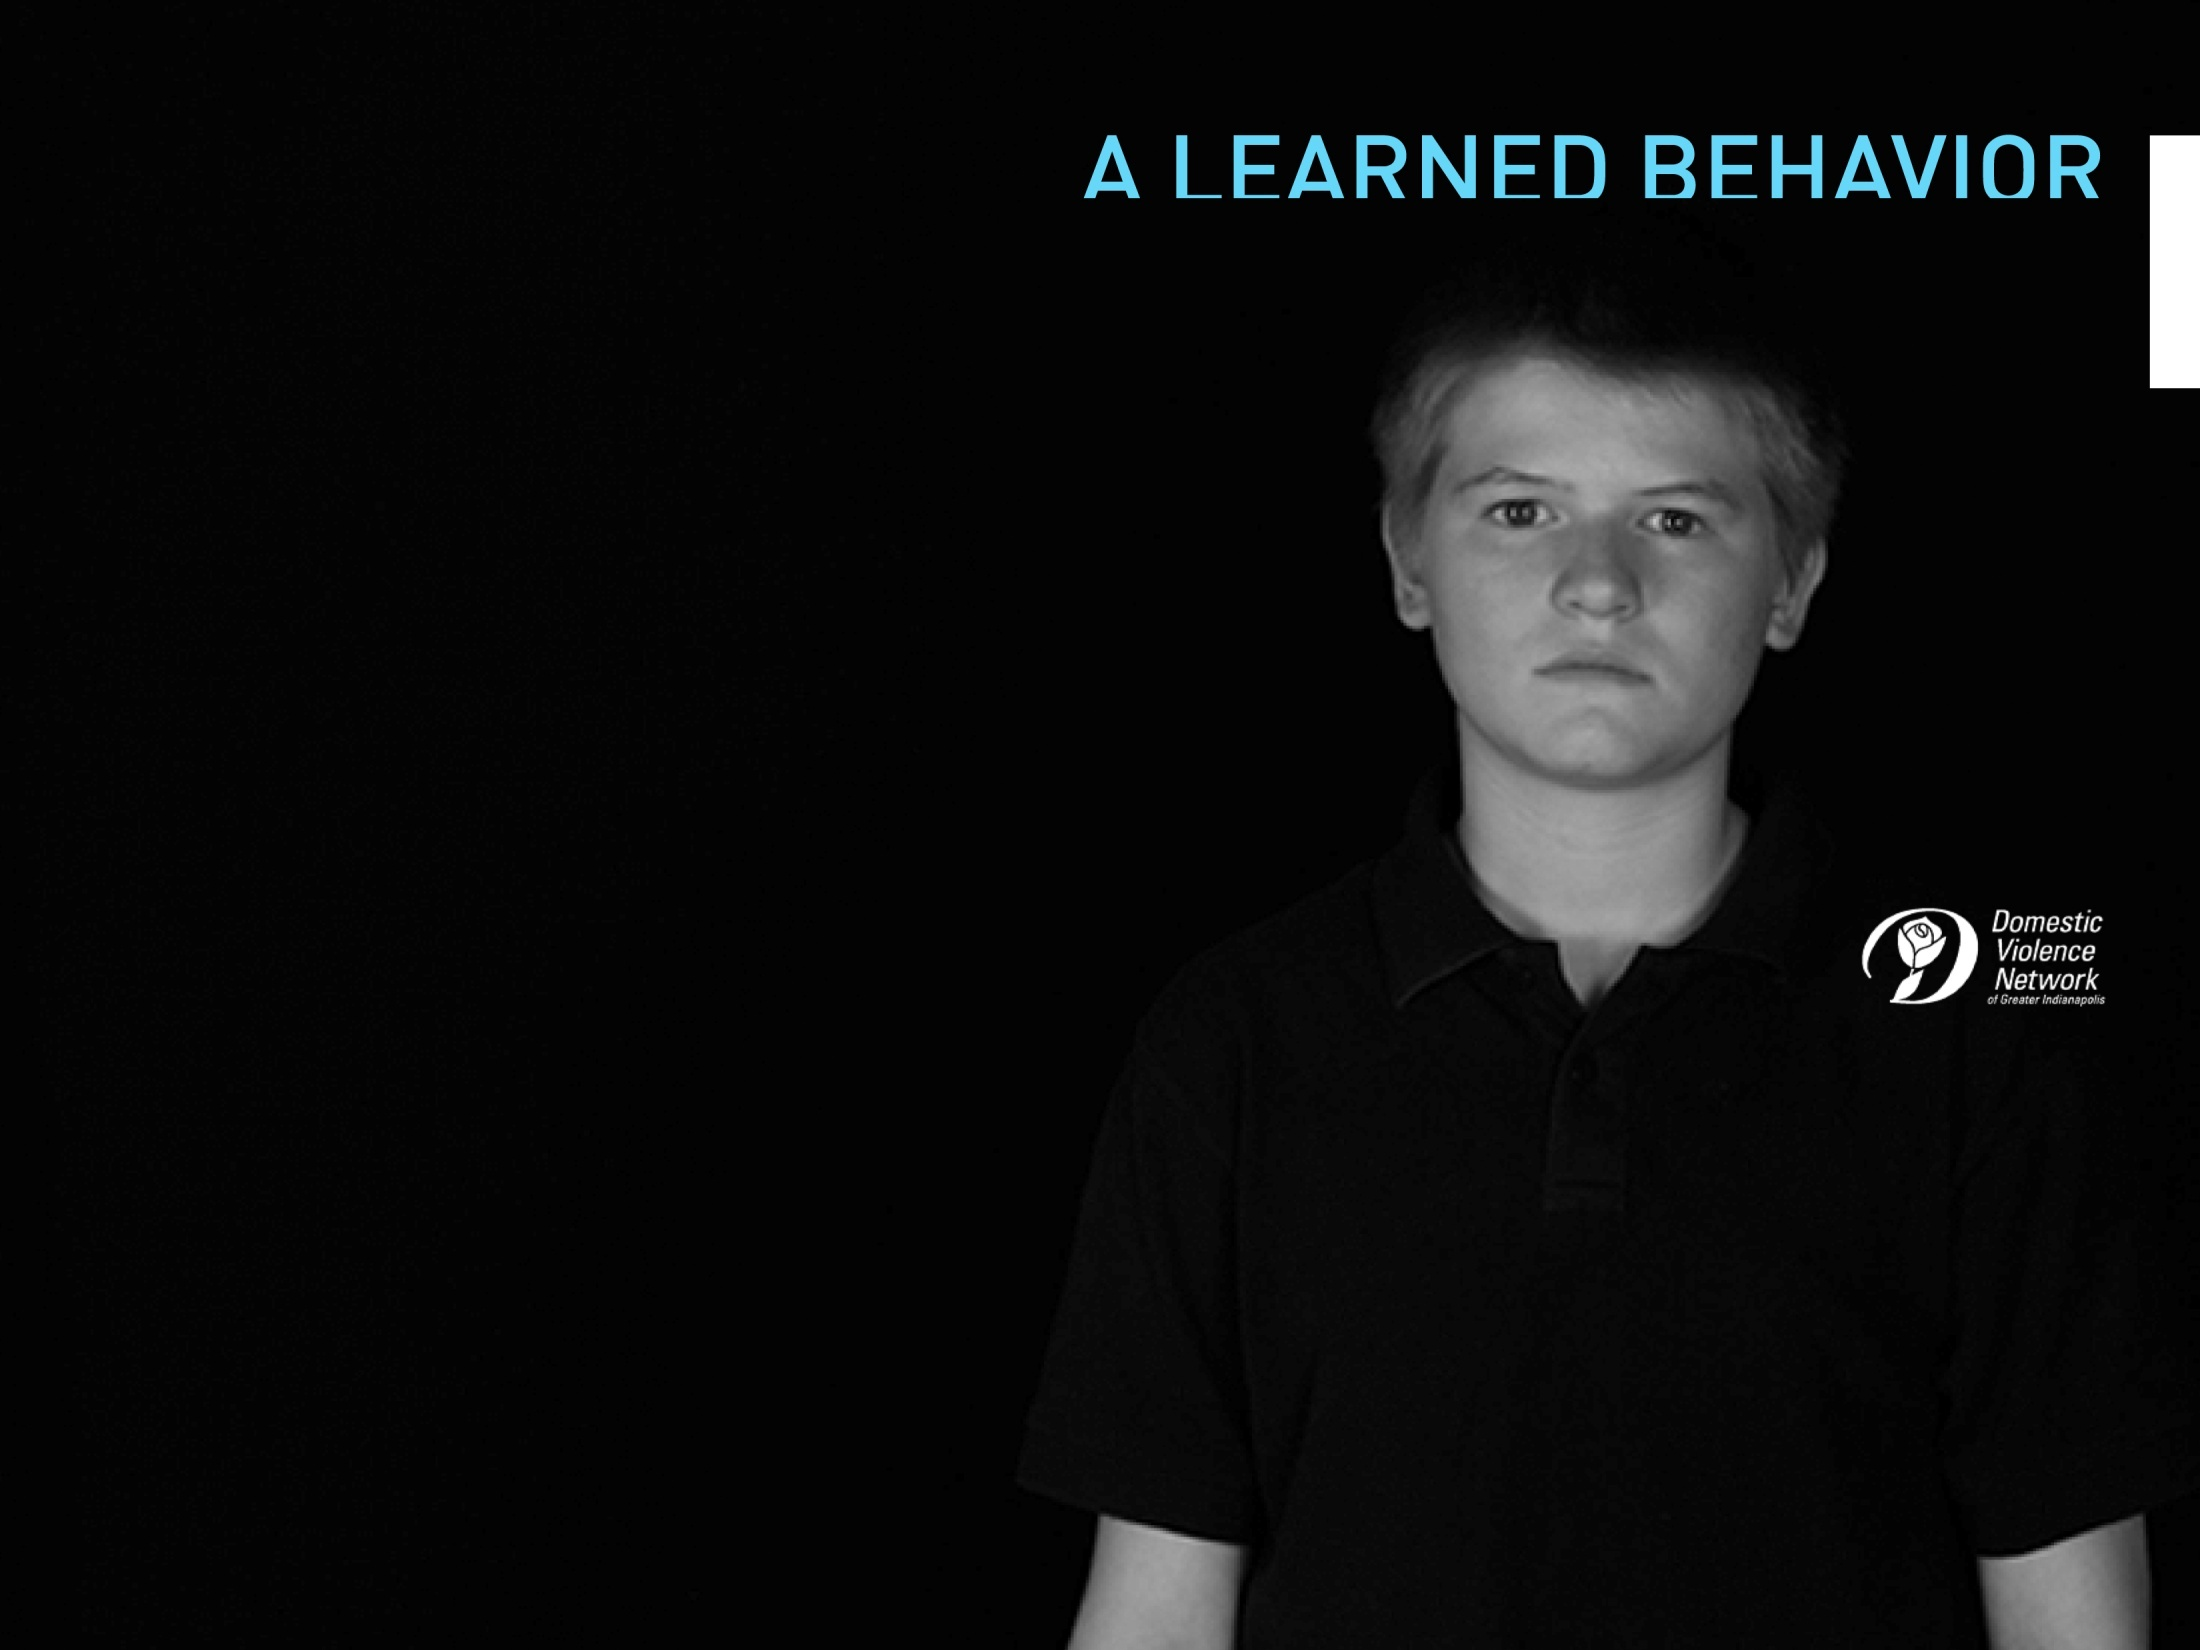 A LEARNED BEHAVIOR
Domestic
Violence
Network
of Greater Indianapolis